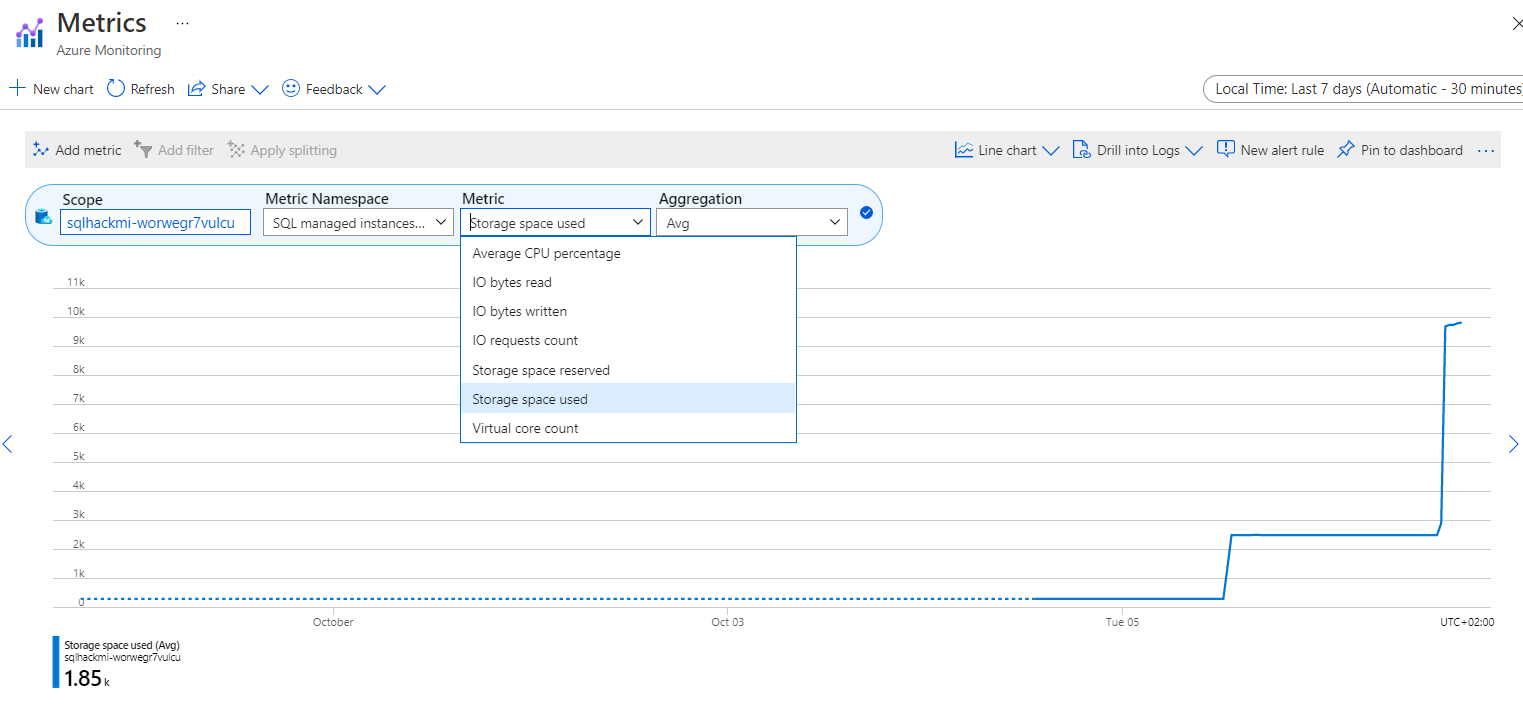 Metrics ...
Azure Monitoring
New chart Refresh Share Feedback
Local Time: Last 7 days (Automatic - 30 minutes)
Add metric Add filter Apply splitting Line chart Drill into Logs New alert rule Pin to dashboard ...
Scope Metric Namespace Metric Aggregation
sqlhackmi-worwegr7vulcu SQL managed instances... Storage space used Avg
Average CPU percentage
IO bytes read
IO bytes written
IO requests count
Storage space reserved
Storage space used
Virtual core count
11k
10k
9k
8k
7k
6k
5k
4k
3k
2k
1k
0
October Oct 03 Tue 05 UTC+02:00
Storage space used (Avg)
sqlhackmi-worwegr7vulcu
1.85 k